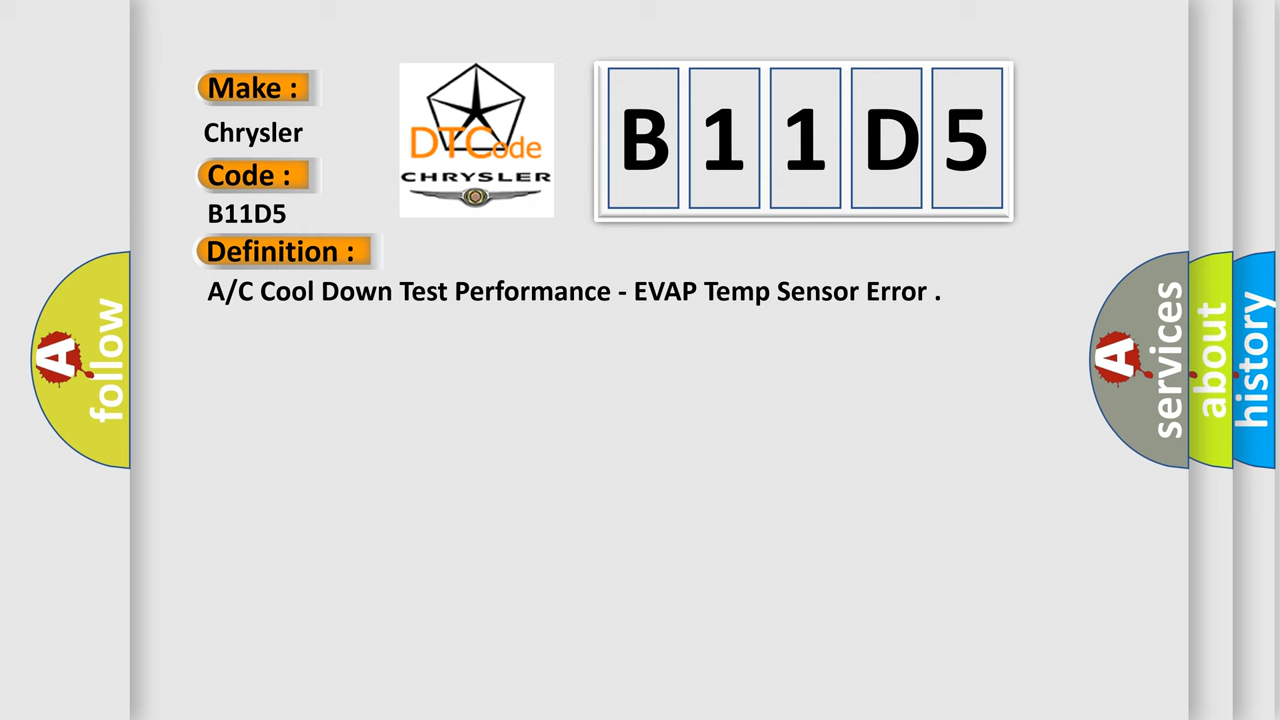 Make :
Chrysler
Code :
B11D5
Definition :
A/C Cool Down Test Performance - EVAP Temp Sensor Error .
DTCode
CHRYSLER
B 1 1 D 5
A follow
A services
about
history